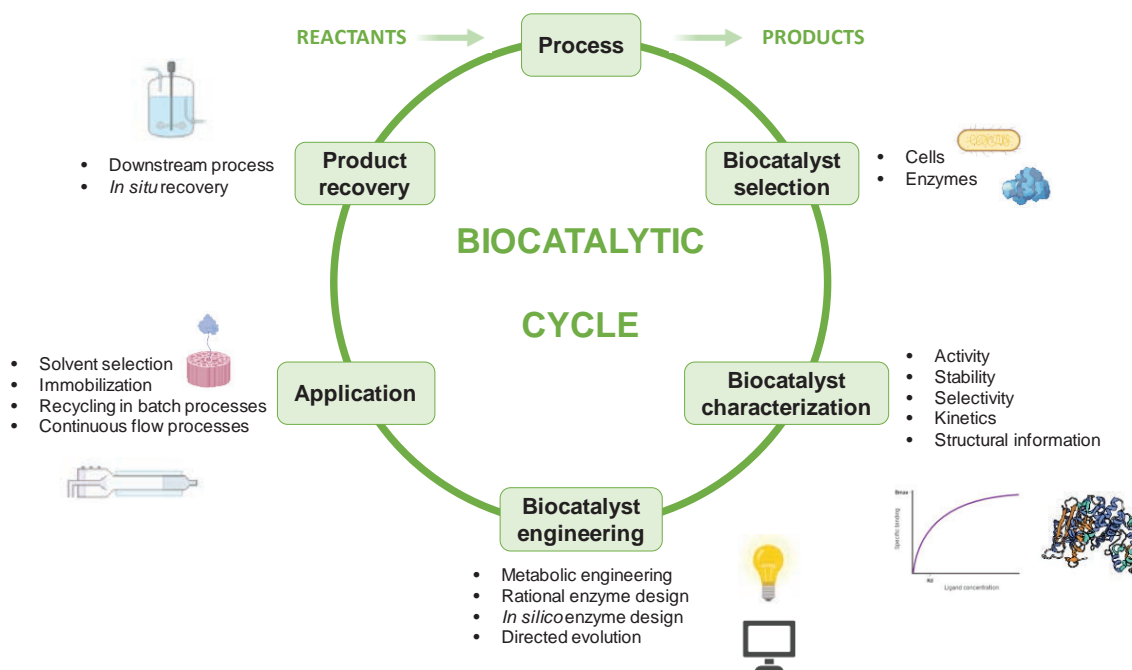 REACTANTS
Process
PRODUCTS
Product
recovery
• Downstream process
• In situ recovery
Biocatalyst
selection
• Cells
• Enzymes
BIOCATALYTIC
CYCLE
• Solvent selection
• Immobilization
• Recycling in batch processes
• Continuous flow processes
Application
Biocatalyst
characterization
• Activity
• Stability
• Selectivity
• Kinetics
• Structural information
Biocatalyst
engineering
• Metabolic engineering
• Rational enzyme design
• In silico enzyme design
• Directed evolution
Bmax
Specific binding
Kd
Ligand concentration